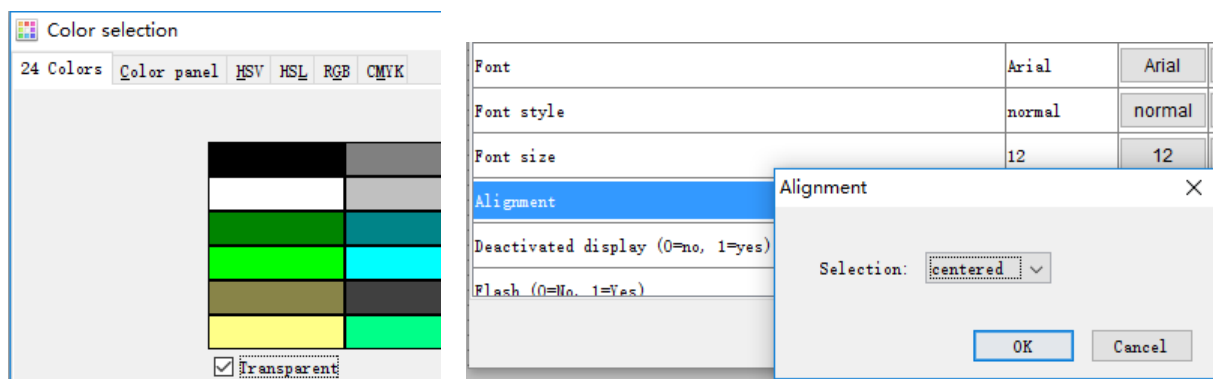 Color selection
24 Colors Color panel HSV HSL RGB CMYK
Transparent
Font Arial Arial
Font style normal normal
Font size 12 12
Alignment
Deactivated display (0=no, 1=yes)
Flash (0=No, 1=Yes)
Alignment
Selection: centered
OK Cancel